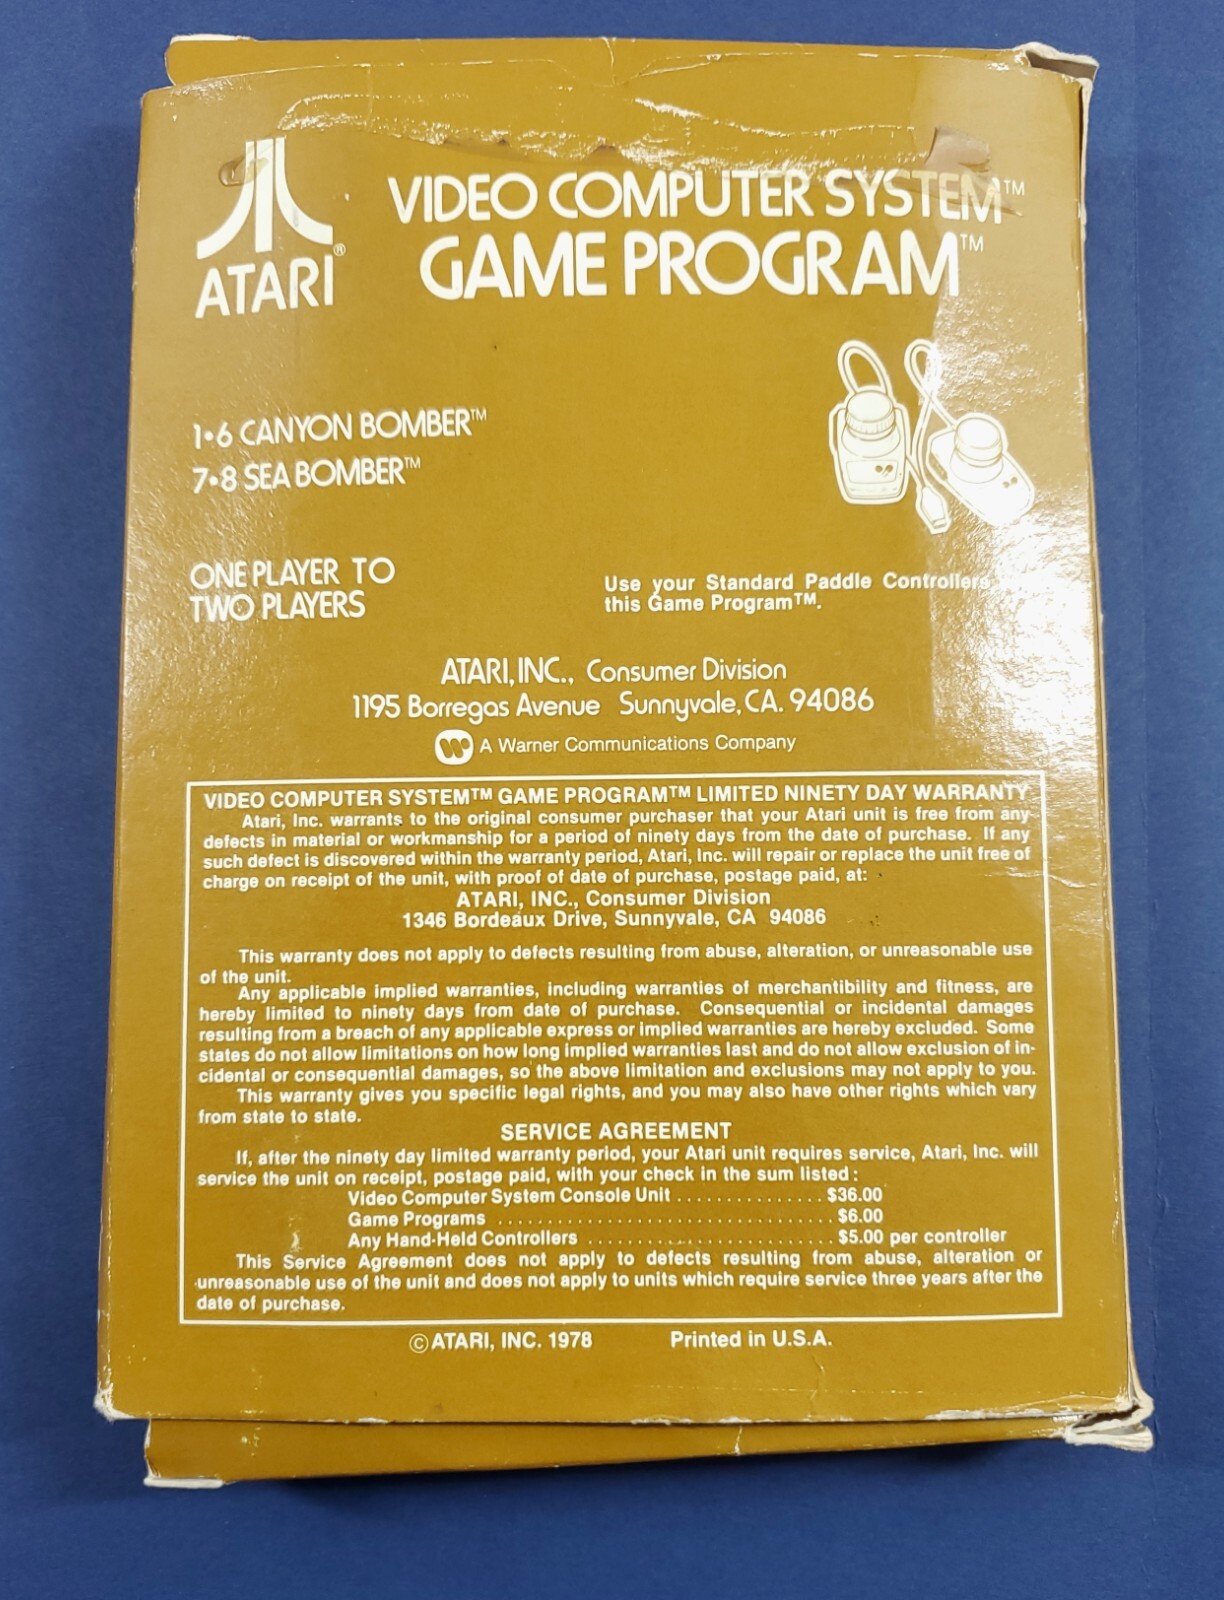 ATARI®
VIDEO COMPUTER SYSTEM™
GAME PROGRAM™
1•6 CANYON BOMBER™
7•8 SEA BOMBER™
ONE PLAYER TO
TWO PLAYERS
Use your Standard Paddle Controllers
this Game Program™.
ATARI, INC., Consumer Division
1195 Borregas Avenue Sunnyvale, CA. 94086
A Warner Communications Company
VIDEO COMPUTER SYSTEM™ GAME PROGRAM™ LIMITED NINETY DAY WARRANTY
Atari, Inc. warrants to the original consumer purchaser that your Atari unit is free from any
defects in material or workmanship for a period of ninety days from the date of purchase. If any
such defect is discovered within the warranty period, Atari, Inc. will repair or replace the unit free of
charge on receipt of the unit, with proof of date of purchase, postage paid, at:
ATARI, INC., Consumer Division
1346 Bordeaux Drive, Sunnyvale, CA 94086
This warranty does not apply to defects resulting from abuse, alteration, or unreasonable use
of the unit.
Any applicable implied warranties, including warranties of merchantibility and fitness, are
hereby limited to ninety days from date of purchase. Consequential or incidental damages
resulting from a breach of any applicable express or implied warranties are hereby excluded. Some
states do not allow limitations on how long implied warranties last and do not allow exclusion of in-
cidental or consequential damages, so the above limitation and exclusions may not apply to you.
This warranty gives you specific legal rights, and you may also have other rights which vary
from state to state.
SERVICE AGREEMENT
If, after the ninety day limited warranty period, your Atari unit requires service, Atari, Inc. will
service the unit on receipt, postage paid, with your check in the sum listed:
Video Computer System Console Unit ............... $36.00
Game Programs .................................. $6.00
Any Hand-Held Controllers ......................... $5.00 per controller
This Service Agreement does not apply to defects resulting from abuse, alteration or
unreasonable use of the unit and does not apply to units which require service three years after the
date of purchase.
© ATARI, INC. 1978 Printed in U.S.A.